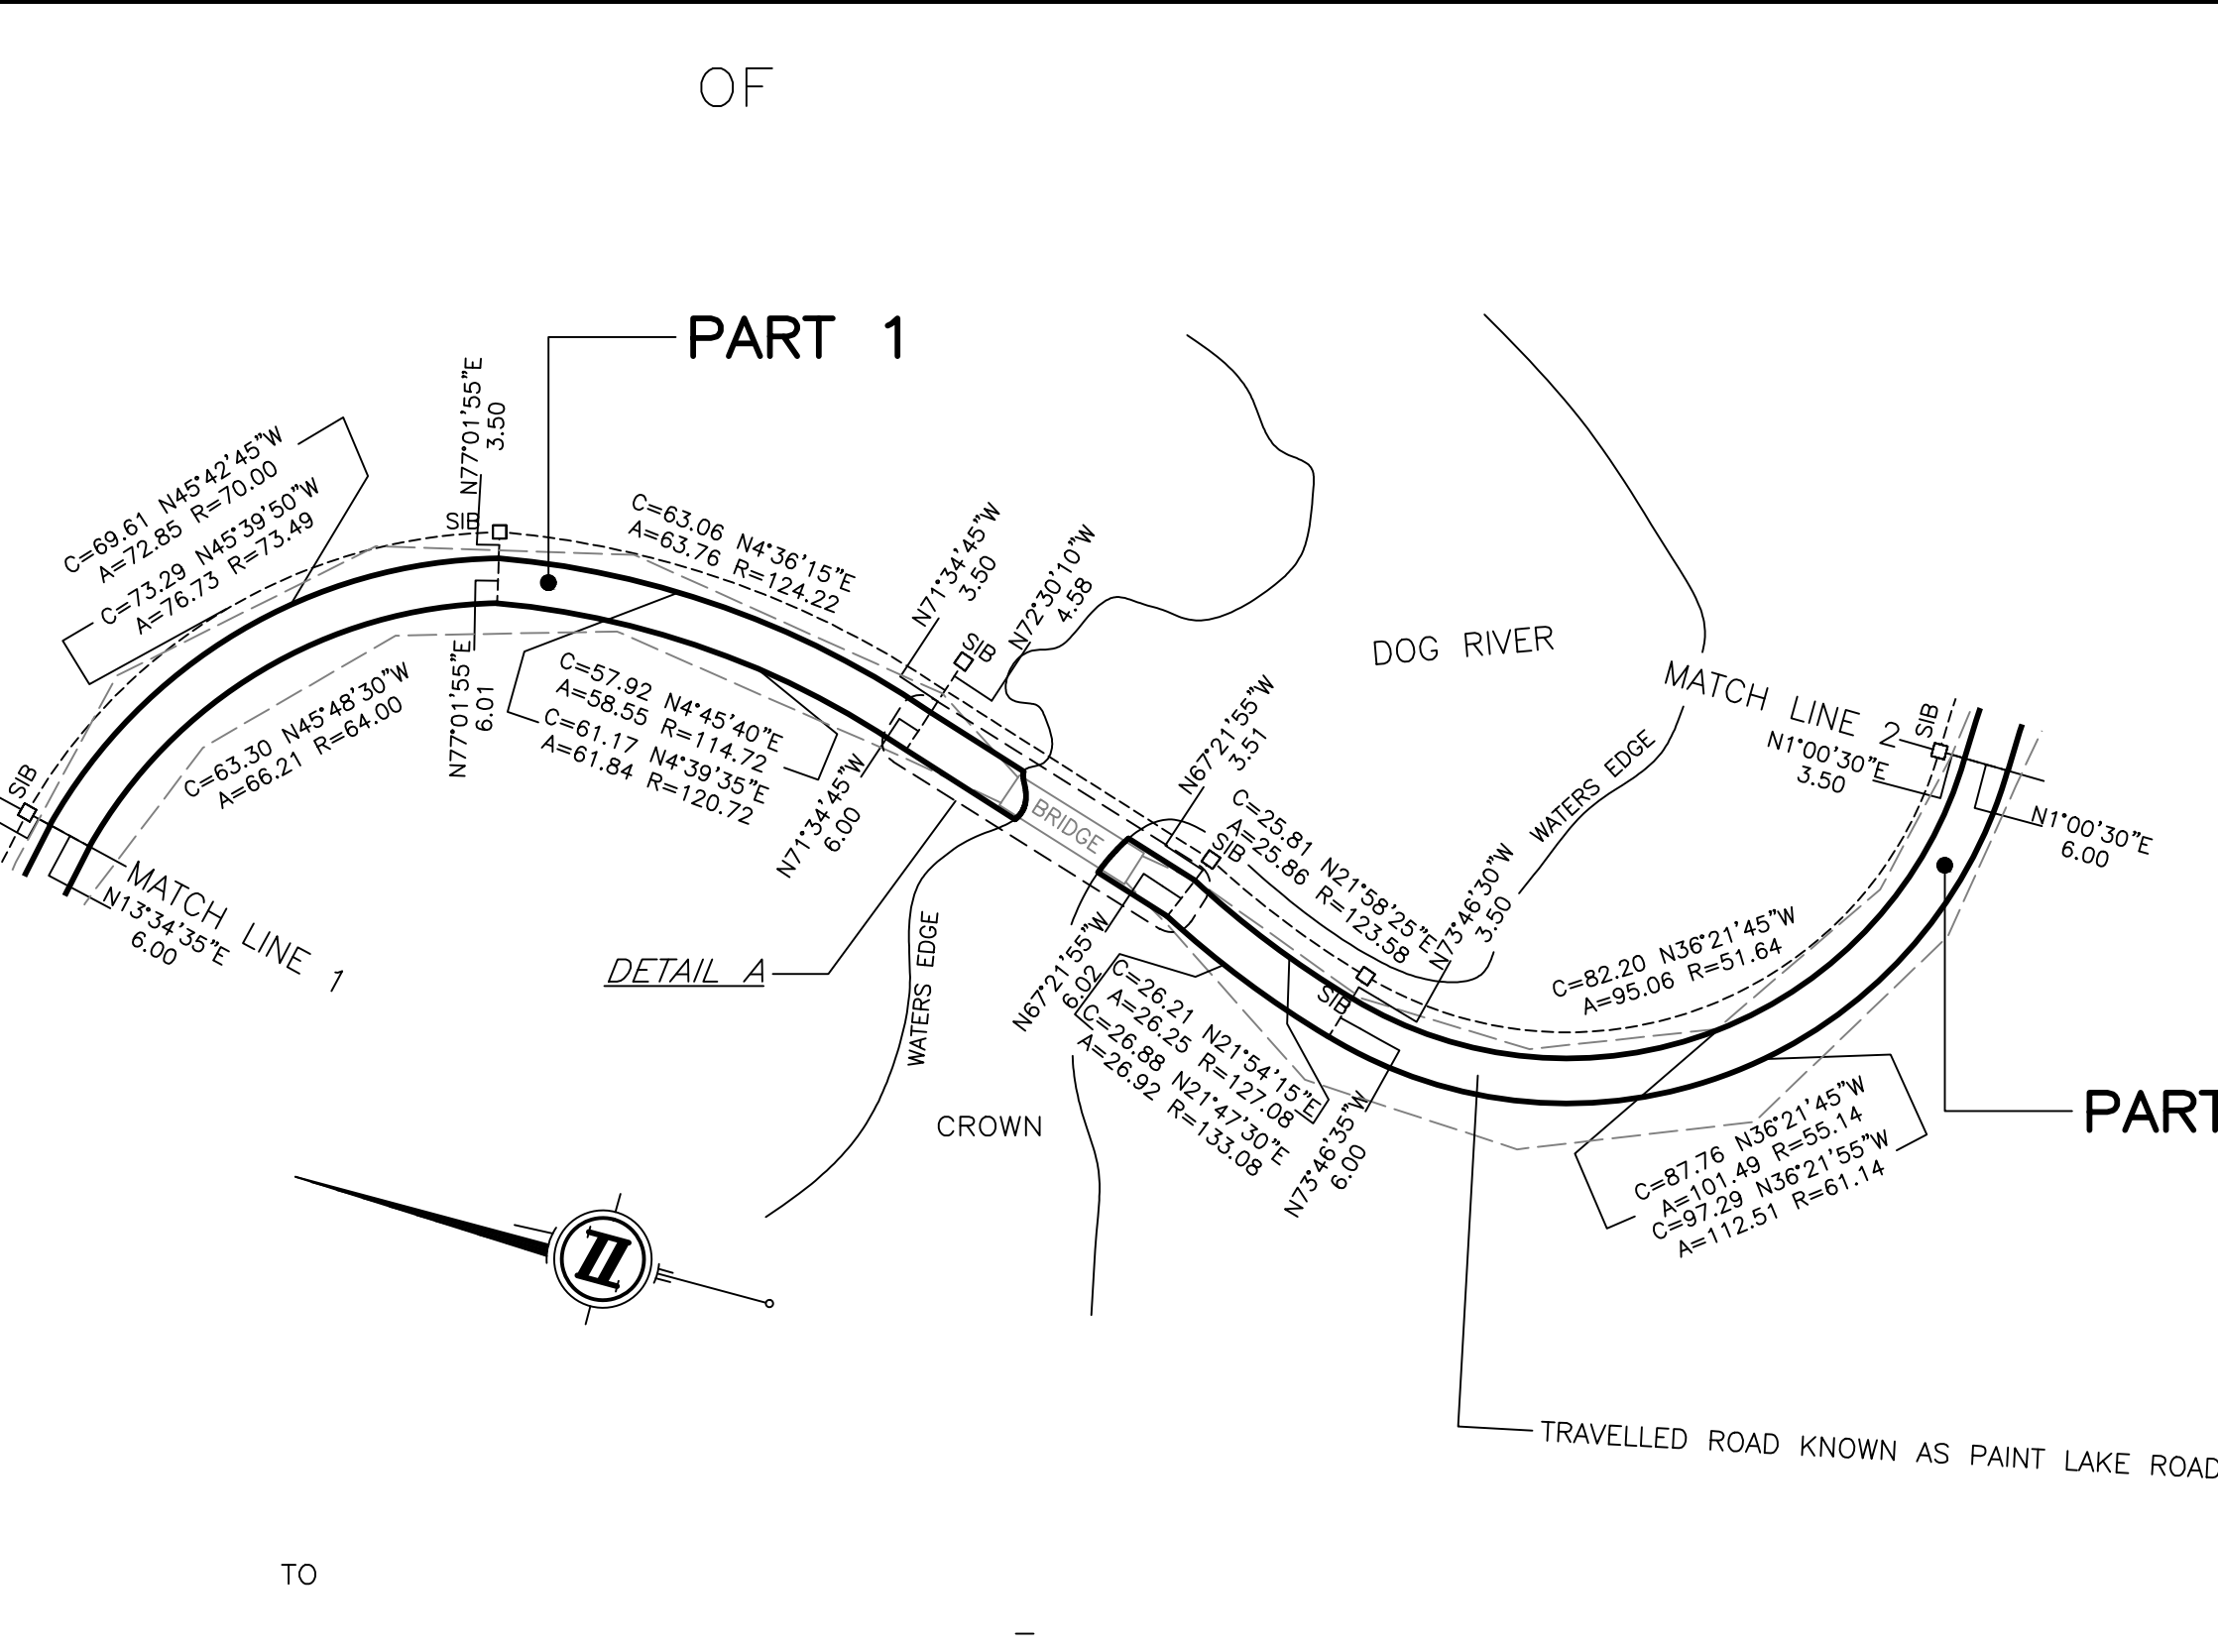 OF
PART 1
C=69.61 N45°42'45"W
A=72.85 R=70.00
C=73.29 N45°39'50"W
A=76.73 R=73.49
N77°01'55"E
3.50
SIB
C=63.06 N4°36'15"E
A=63.76 R=124.22
N71°34'45"W
3.50
SIB
N72°30'10"W
4.58
DOG RIVER
MATCH LINE 2
SIB
N1°00'30"E
3.50
N1°00'30"E
6.00
C=63.30 N45°48'30"W
A=66.21 R=64.00
N77°01'55"E
6.01
C=57.92 N4°45'40"E
A=58.55 R=114.72
C=61.17 N4°39'35"E
A=61.84 R=120.72
N71°34'45"W
6.00
BRIDGE
N67°21'55"W
3.51
SIB
C=25.81 N21°58'25"E
A=25.86 R=123.58
WATERS EDGE
N73°46'30"W
3.50
SIB
SIB
MATCH LINE 1
N13°34'35"E
6.00
DETAIL A
WATERS EDGE
N67°21'55"W
6.02
C=26.21 N21°54'15"E
A=26.25 R=127.08
C=26.88 N21°47'30"E
A=26.92 R=133.08
N73°46'35"W
6.00
C=82.20 N36°21'45"W
A=95.06 R=51.64
C=87.76 N36°21'45"W
A=101.49 R=55.14
C=97.29 N36°21'55"W
A=112.51 R=61.14
PART
CROWN
TRAVELLED ROAD KNOWN AS PAINT LAKE ROAD
TO